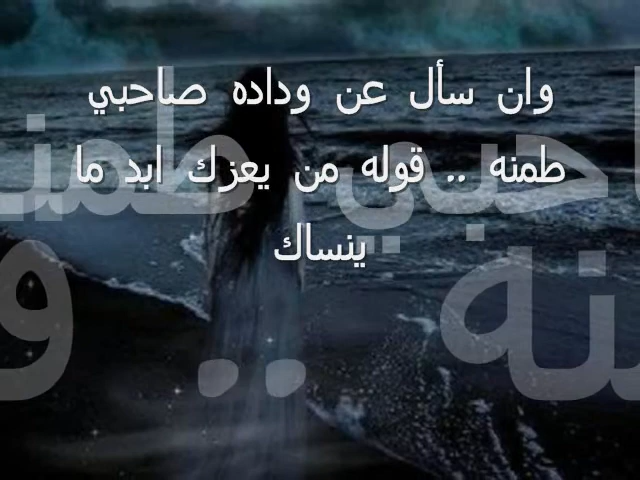 وان سأل عن وداده صاحبي
طمنه .. قوله من يعزك ابد ما
ينساك